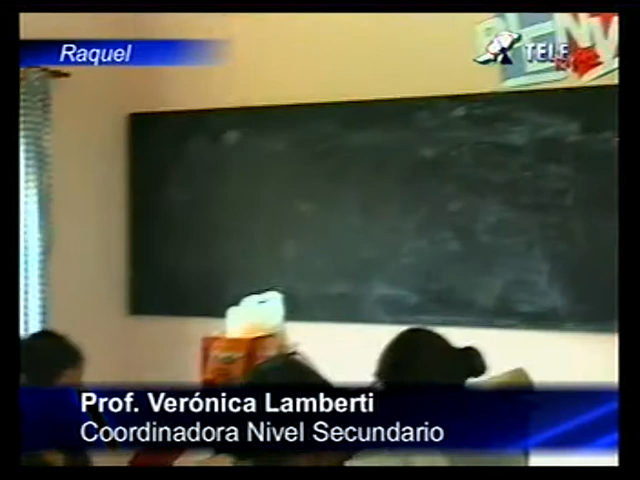 Raquel
TELE
Prof. Verónica Lamberti
Coordinadora Nivel Secundario